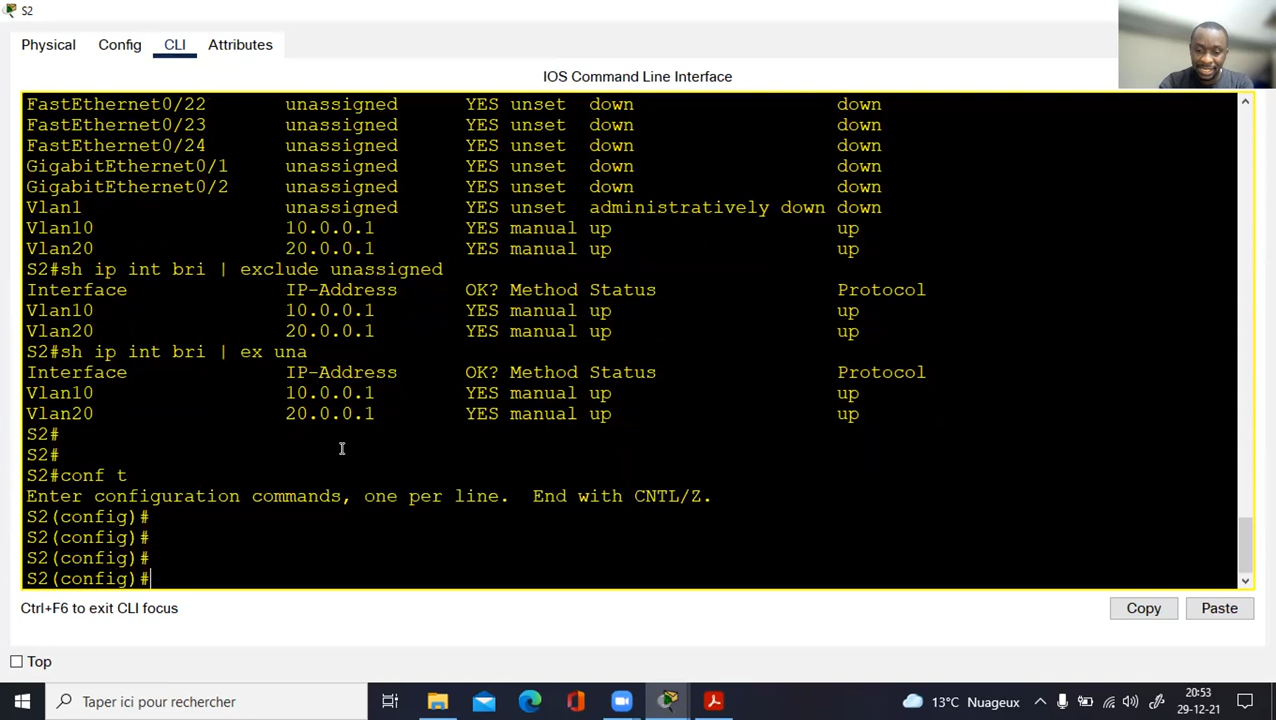 S2
Physical Config CLI Attributes
IOS Command Line Interface
FastEthernet0/22 unassigned YES unset down down
FastEthernet0/23 unassigned YES unset down down
FastEthernet0/24 unassigned YES unset down down
GigabitEthernet0/1 unassigned YES unset down down
GigabitEthernet0/2 unassigned YES unset down down
Vlan1 unassigned YES unset administratively down down
Vlan10 10.0.0.1 YES manual up up
Vlan20 20.0.0.1 YES manual up up
S2#sh ip int bri | exclude unassigned
Interface IP-Address OK? Method Status Protocol
Vlan10 10.0.0.1 YES manual up up
Vlan20 20.0.0.1 YES manual up up
S2#sh ip int bri | ex una
Interface IP-Address OK? Method Status Protocol
Vlan10 10.0.0.1 YES manual up up
Vlan20 20.0.0.1 YES manual up up
S2#
S2#
S2#conf t
Enter configuration commands, one per line. End with CNTL/Z.
S2(config)#
S2(config)#
S2(config)#
S2(config)#
Ctrl+F6 to exit CLI focus
Copy Paste
Top
Taper ici pour rechercher
13°C Nuageux
20:53
29-12-21